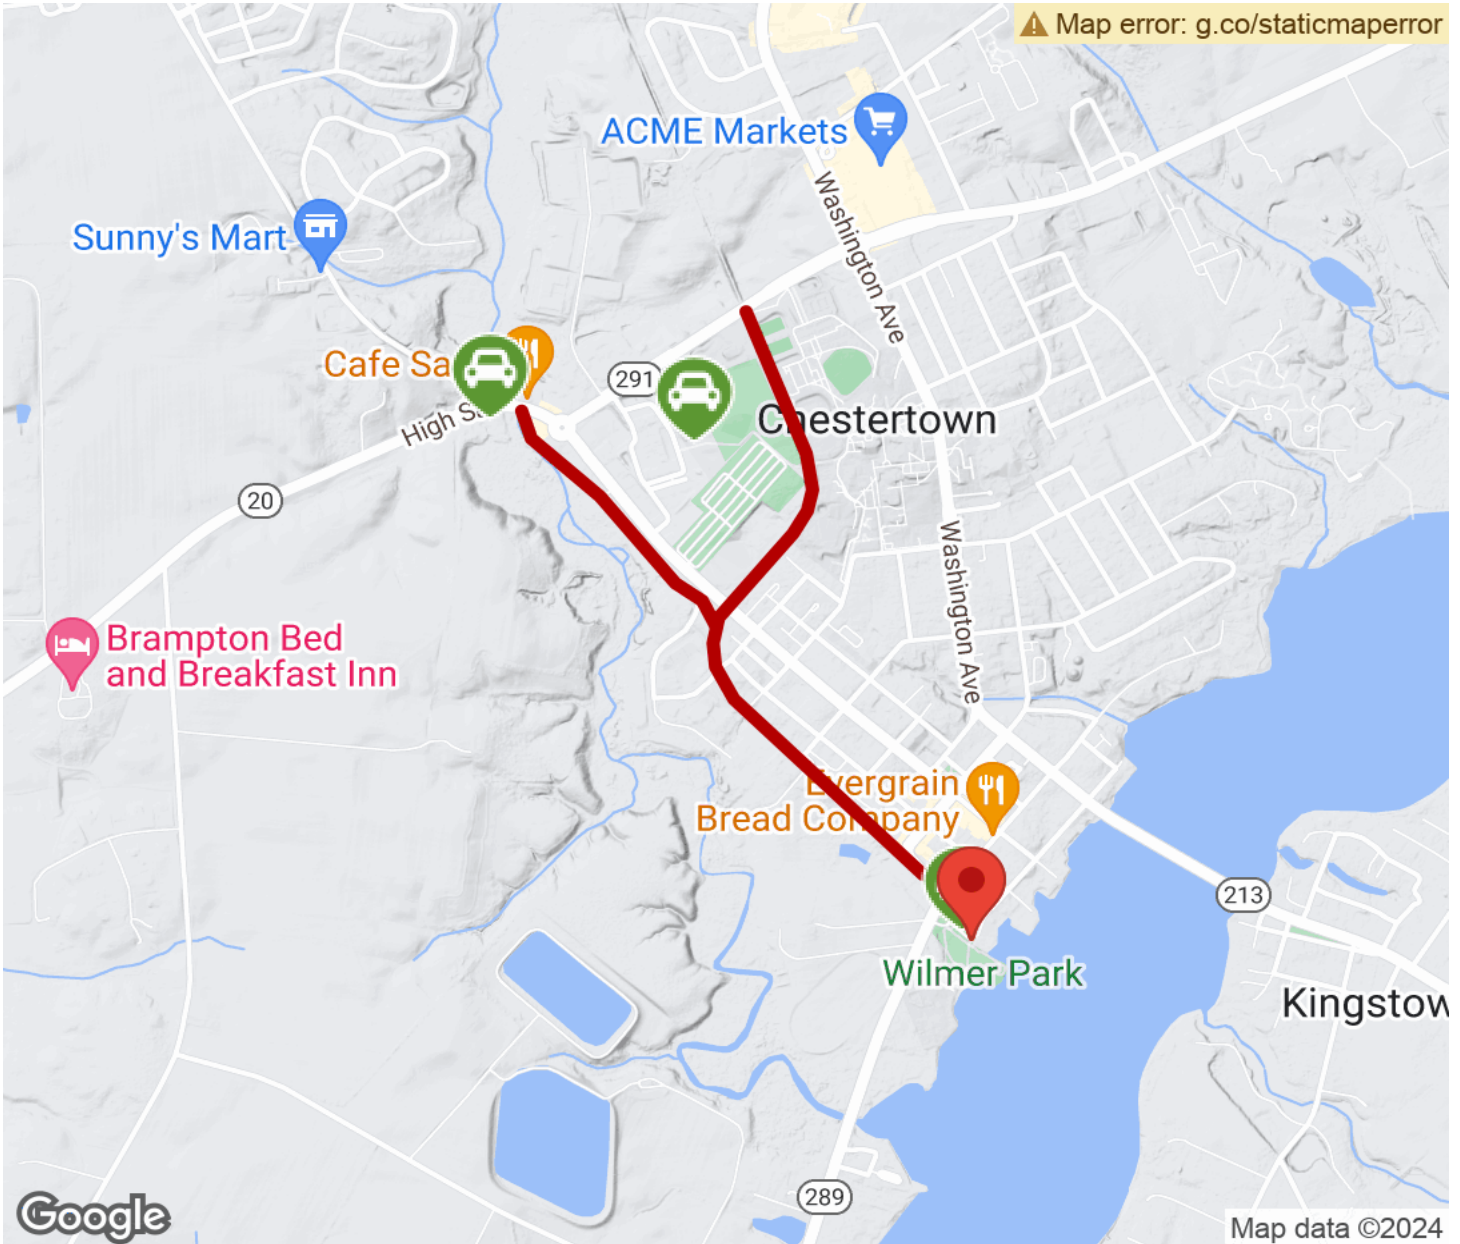 Map error: g.co/staticmaperror
ACME Markets
Washington Ave
Sunny's Mart
Cafe Sa
291
High St
Chestertown
20
Washington Ave
Brampton Bed
and Breakfast Inn
Evergrain
Bread Company
213
Wilmer Park
Kingstow
289
Google
Map data ©2024